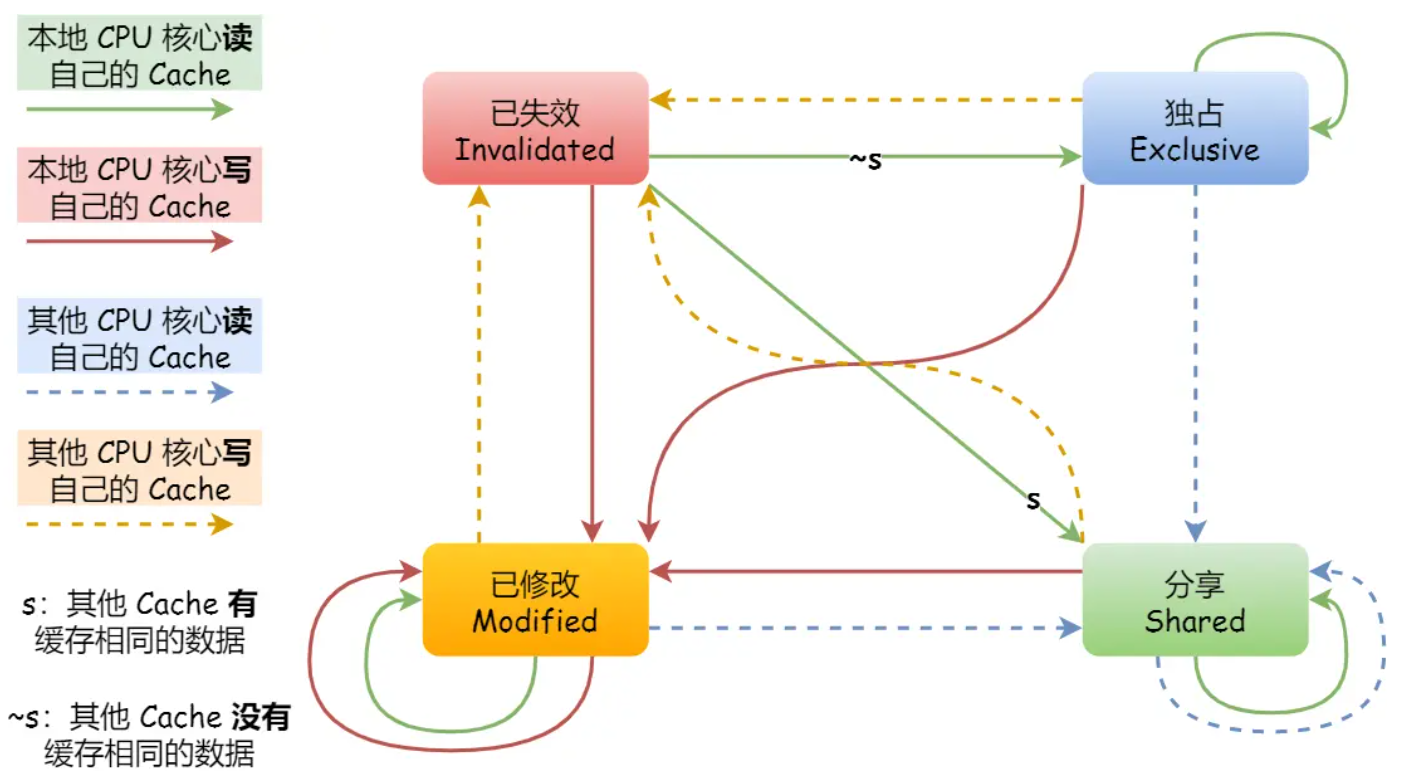 本地 CPU 核心读
自己的 Cache
本地 CPU 核心写
自己的 Cache
其他 CPU 核心读
自己的 Cache
其他 CPU 核心写
自己的 Cache
s：其他 Cache 有
缓存相同的数据
~s：其他 Cache 没有
缓存相同的数据
已失效
Invalidated
~s
独占
Exclusive
s
已修改
Modified
分享
Shared